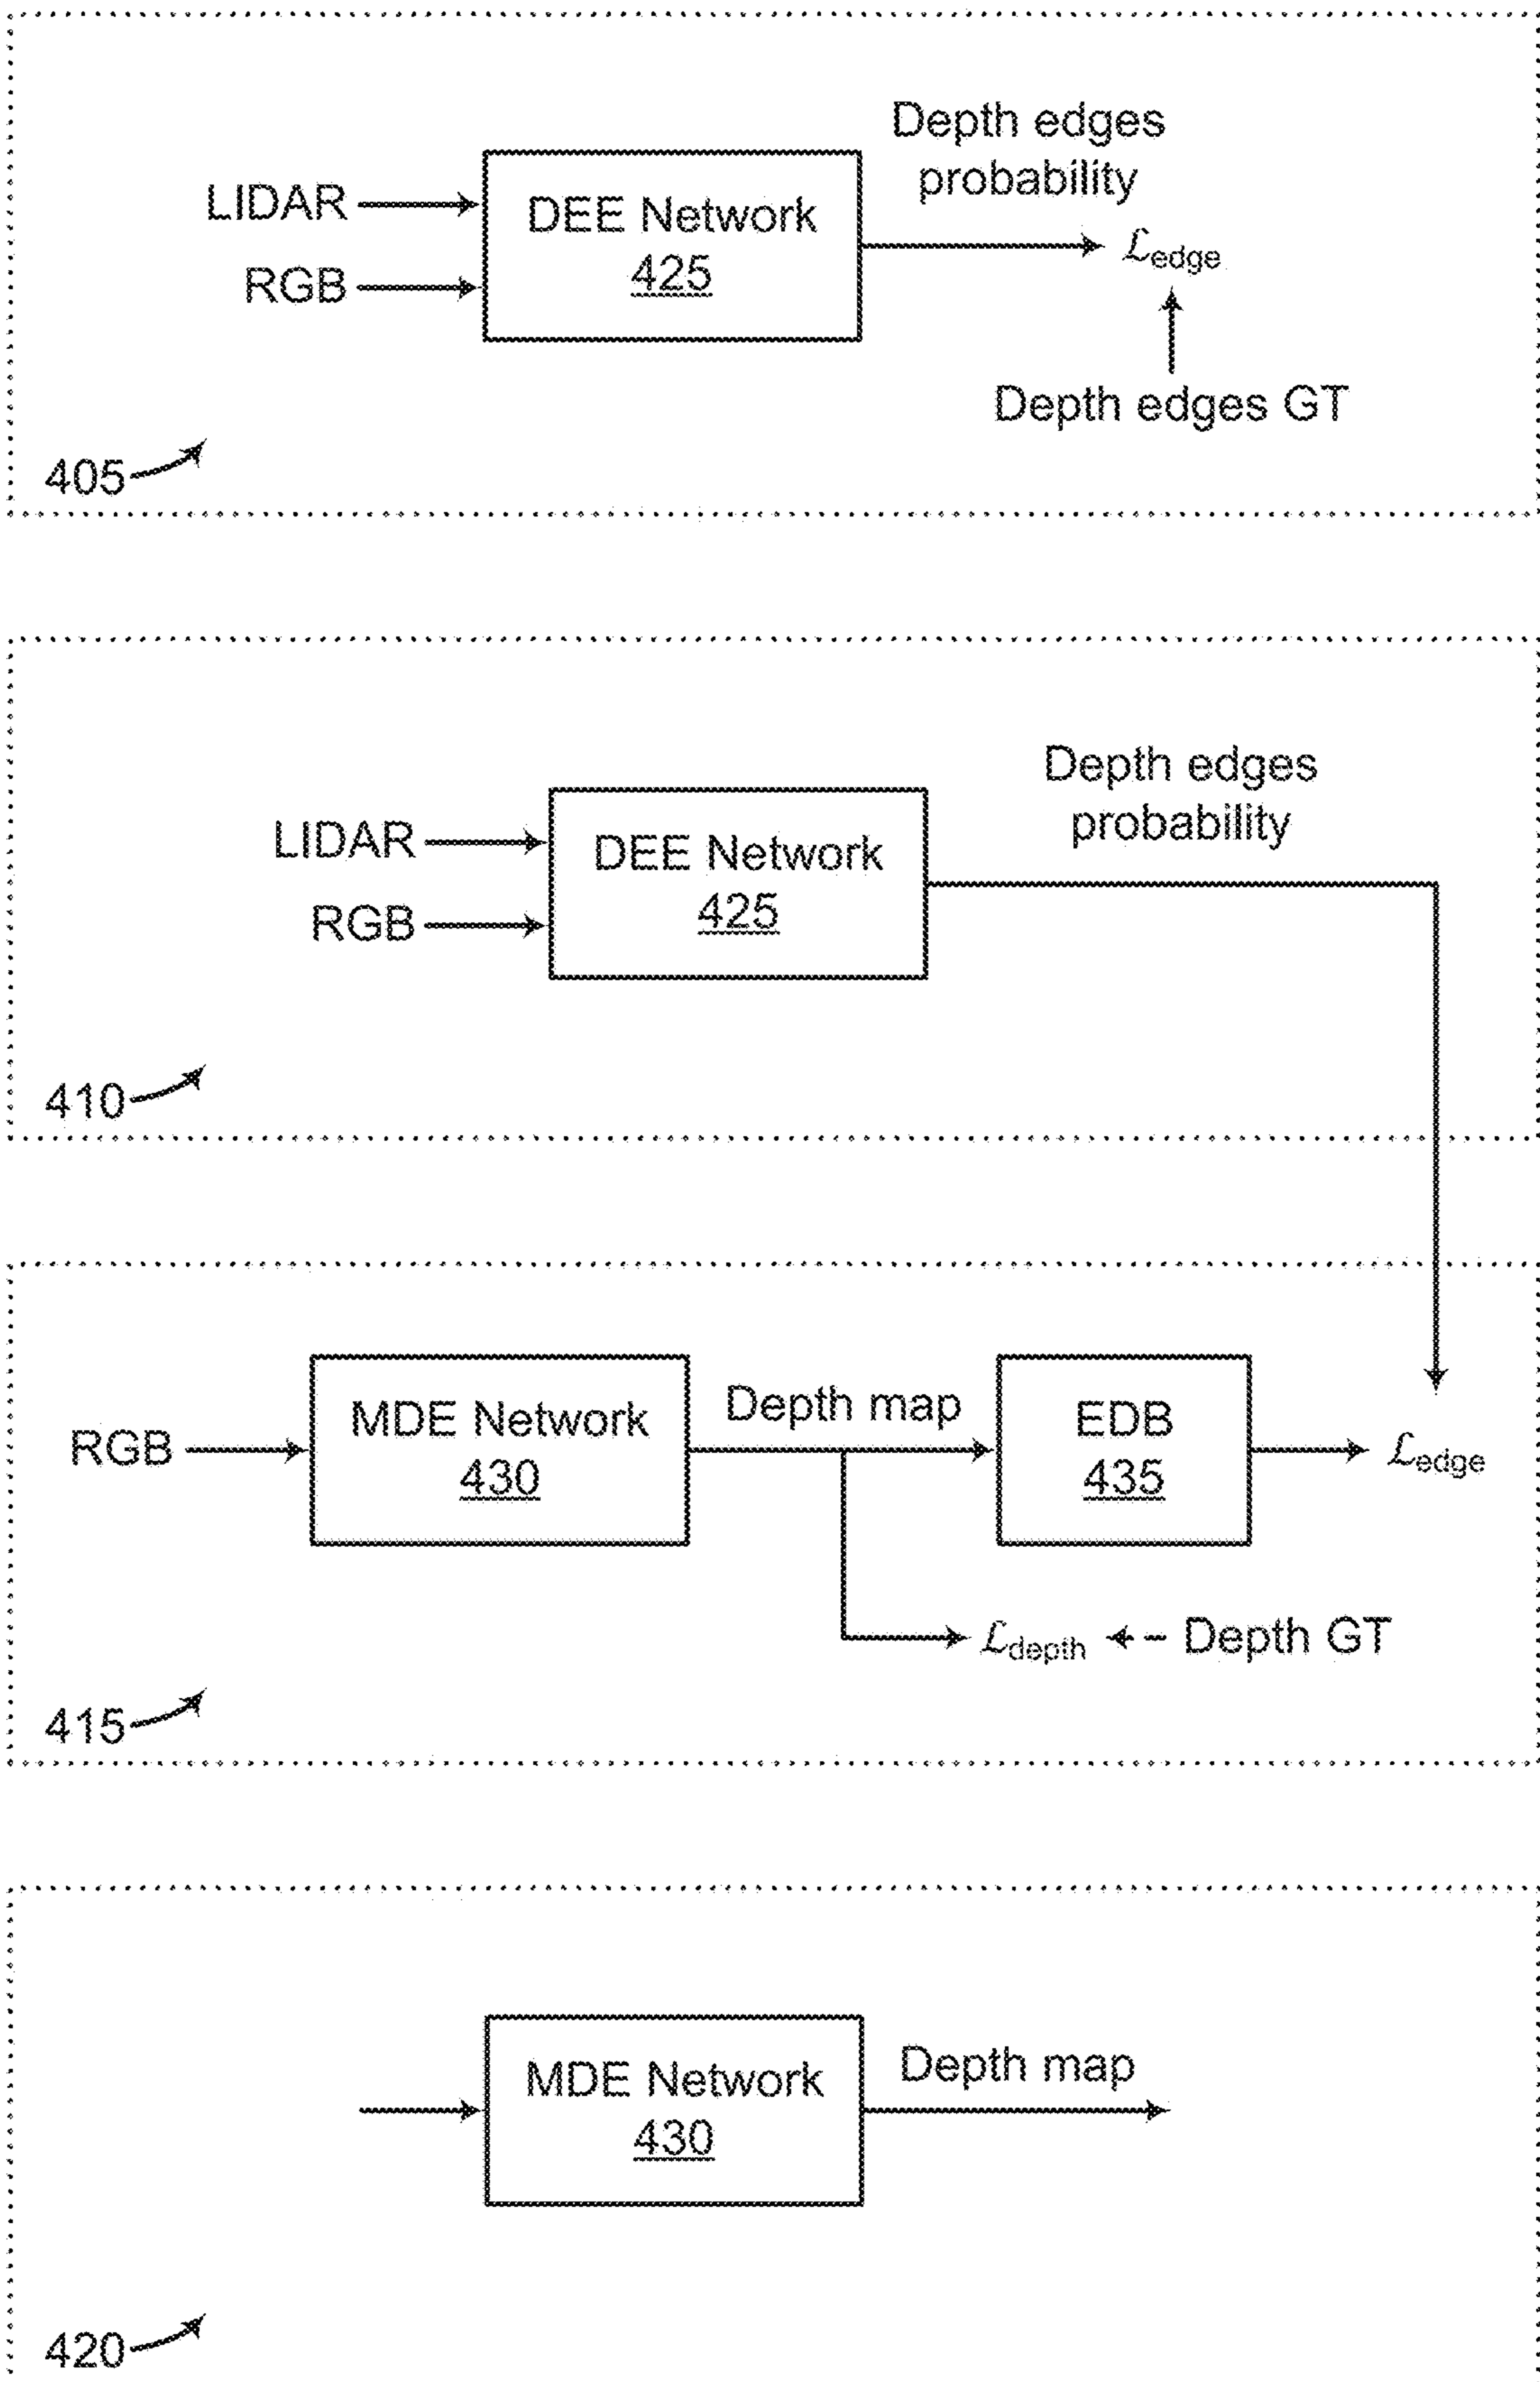 Depth edges
probability
LIDAR
DEE Network
RGB
425
ℒedge
Depth edges GT
405
Depth edges
probability
LIDAR
DEE Network
RGB
425
410
RGB
MDE Network
430
Depth map
EDB
435
ℒedge
ℒdepth
Depth GT
415
MDE Network
430
Depth map
420